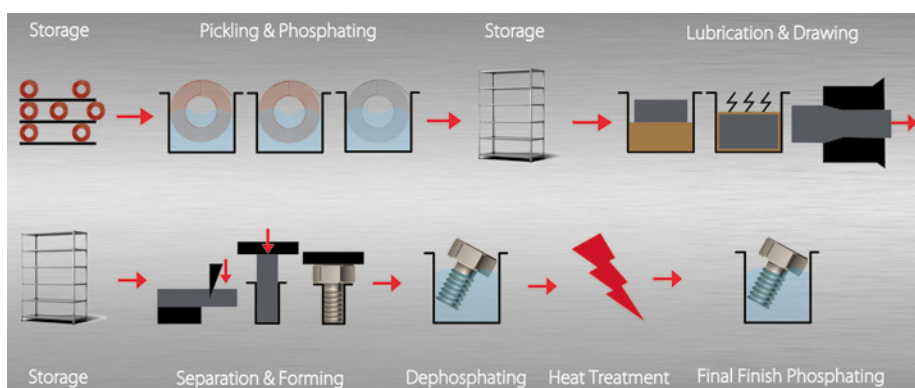 Storage
Pickling & Phosphating
Storage
Lubrication & Drawing
Storage
Separation & Forming
Dephosphating
Heat Treatment
Final Finish Phosphating